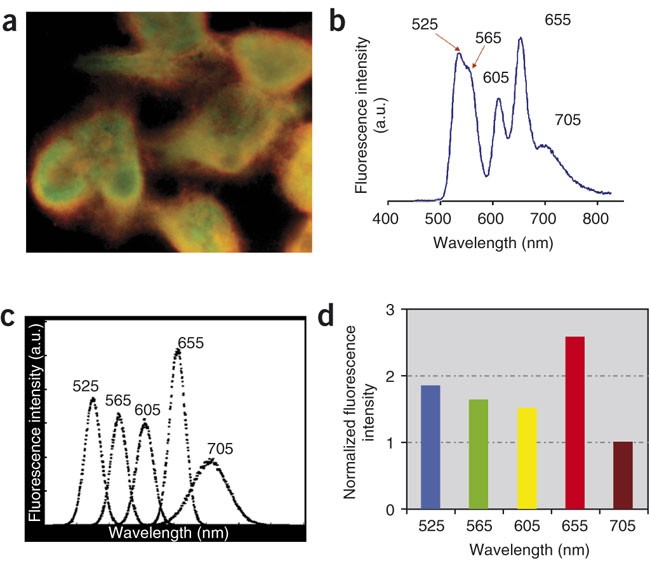 a
b
525
565
605
655
705
Fluorescence intensity
(a.u.)
400 500 600 700 800
Wavelength (nm)
c
Fluorescence intensity (a.u.)
525
565
605
655
705
Wavelength (nm)
d
Normalized fluorescence
intensity
3
2
1
0
525 565 605 655 705
Wavelength (nm)